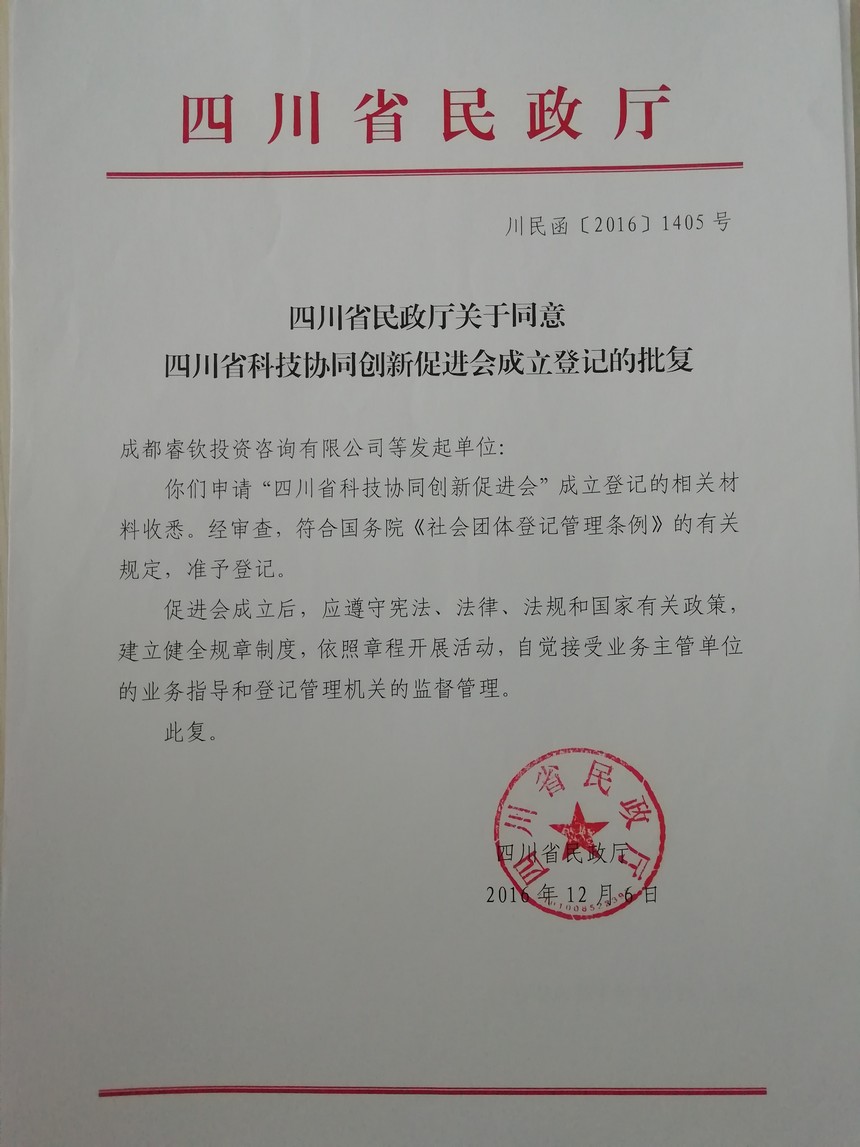 四川省民政厅
川民函〔2016〕1405号
四川省民政厅关于同意
四川省科技协同创新促进会成立登记的批复
成都睿钦投资咨询有限公司等发起单位：
你们申请“四川省科技协同创新促进会”成立登记的相关材
料收悉。经审查，符合国务院《社会团体登记管理条例》的有关
规定，准予登记。
促进会成立后，应遵守宪法、法律、法规和国家有关政策，
建立健全规章制度，依照章程开展活动，自觉接受业务主管单位
的业务指导和登记管理机关的监督管理。
此复。
四川省民政厅
四川省民政厅
2016年12月6日